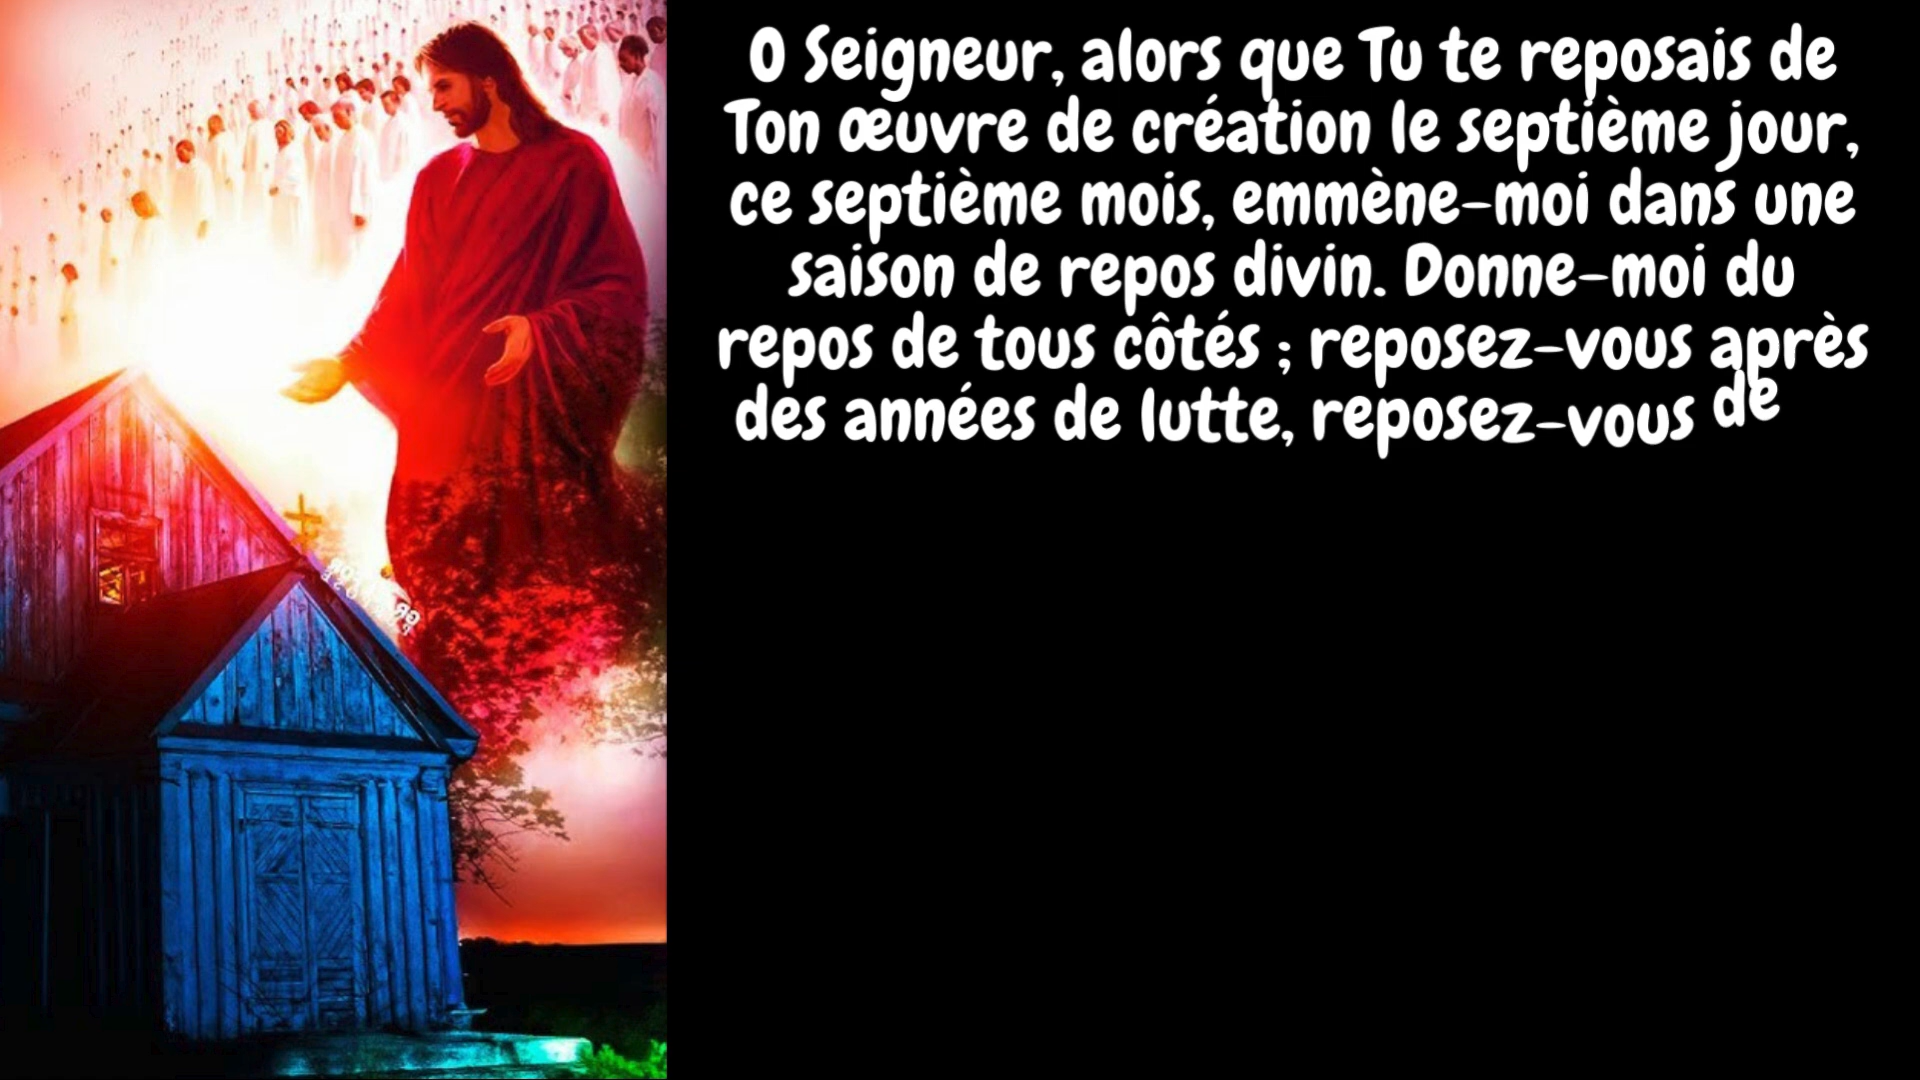 O Seigneur, alors que Tu te reposais de
Ton œuvre de création le septième jour,
ce septième mois, emmène-moi dans une
saison de repos divin. Donne-moi du
repos de tous côtés ; reposez-vous après
des années de lutte, reposez-vous de